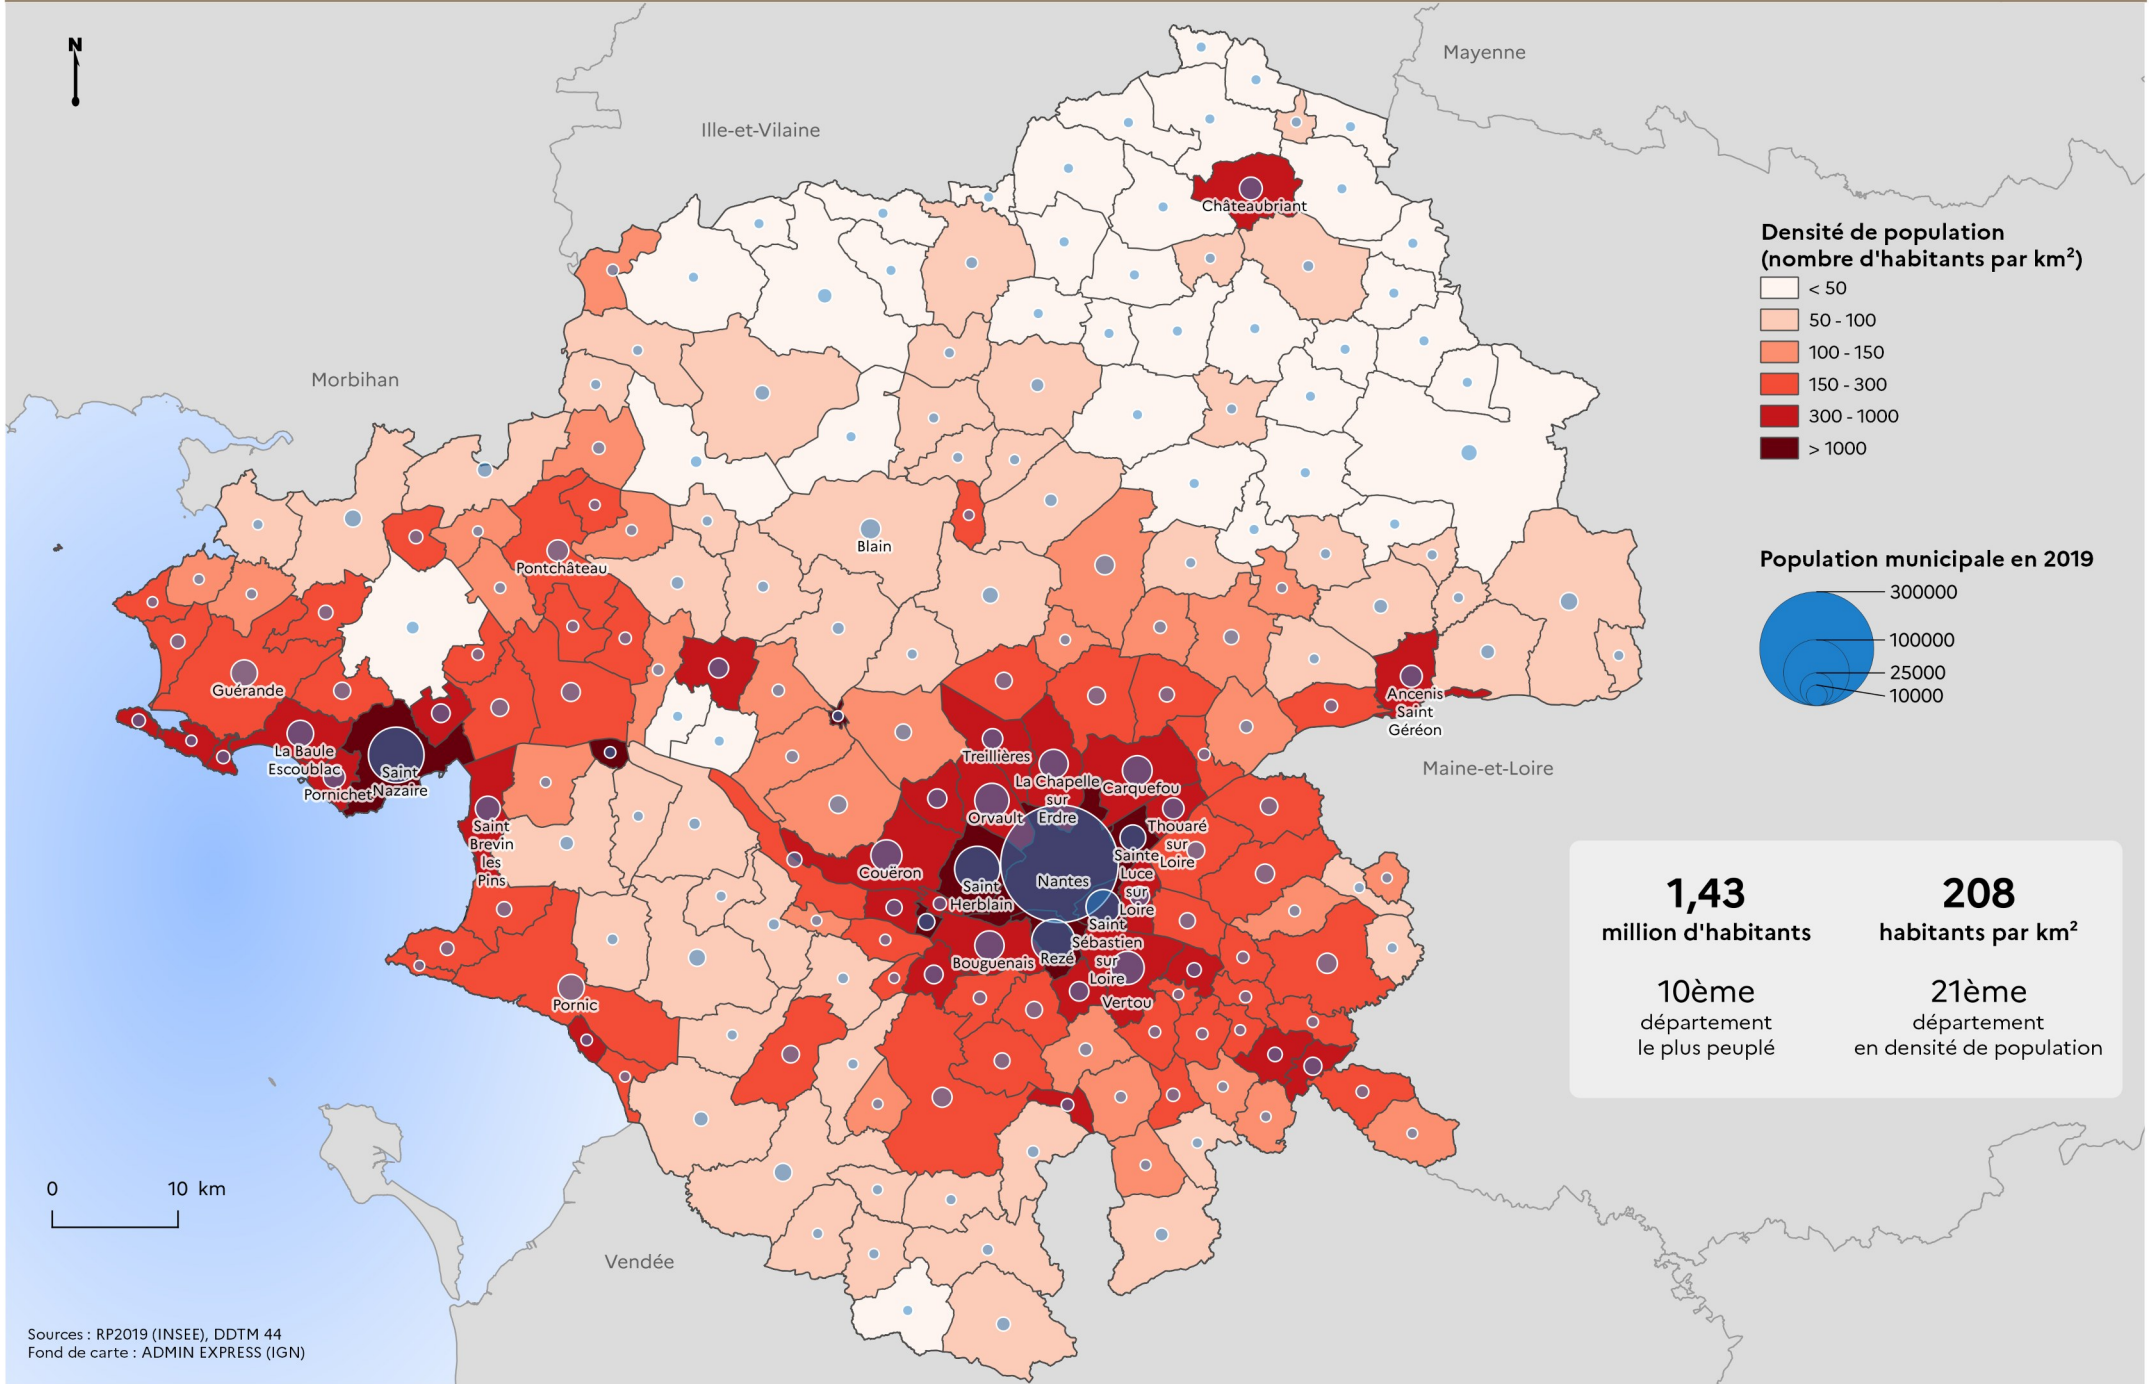 N
Mayenne
Ille-et-Vilaine
Morbihan
Maine-et-Loire
Vendée
Châteaubriant
Blain
Pontchâteau
Guérande
La Baule
Escoublac
Pornichet
Saint
Nazaire
Saint
Brevin
les
Pins
Pornic
Ancenis
Saint
Géréon
Treillières
La Chapelle
sur
Erdre
Carquefou
Orvault
Thouaré
sur
Loire
Sainte
Luce
sur
Loire
Couëron
Saint
Herblain
Nantes
Saint
Sébastien
sur
Loire
Bouguenais
Rezé
Vertou
Densité de population
(nombre d'habitants par km²)
< 50
50 - 100
100 - 150
150 - 300
300 - 1000
> 1000
Population municipale en 2019
300000
100000
25000
10000
1,43
million d'habitants
10ème
département
le plus peuplé
208
habitants par km²
21ème
département
en densité de population
0 10 km
Sources : RP2019 (INSEE), DDTM 44
Fond de carte : ADMIN EXPRESS (IGN)